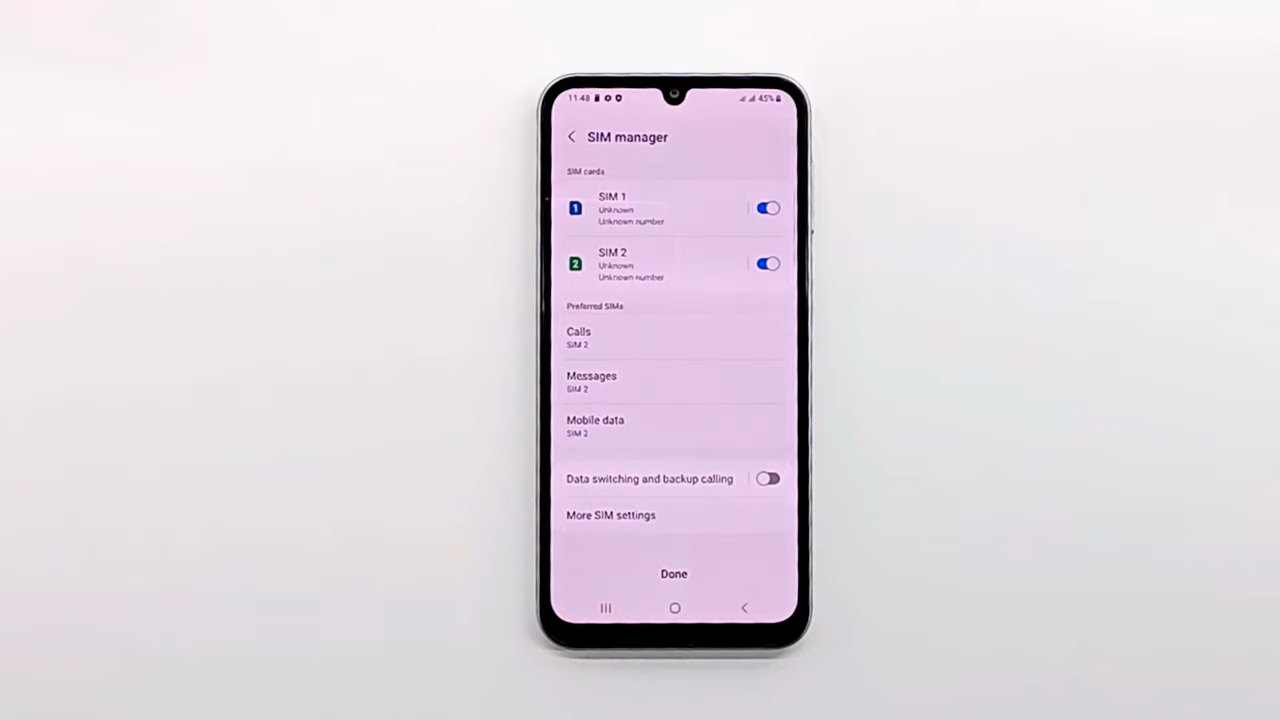 11:48
45%
SIM manager
SIM cards
1
SIM 1
Unknown
Unknown number
2
SIM 2
Unknown
Unknown number
Preferred SIMs
Calls
SIM 2
Messages
SIM 2
Mobile data
SIM 2
Data switching and backup calling
More SIM settings
Done